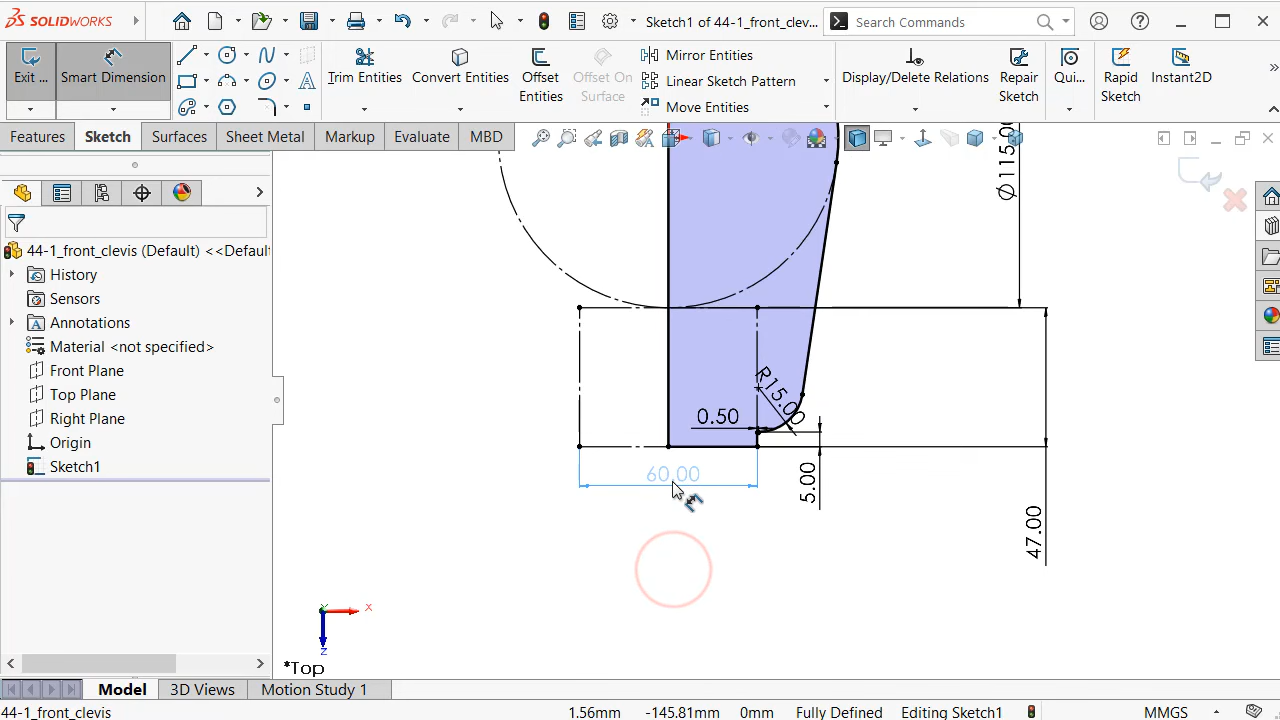 SOLIDWORKS
Sketch1 of 44-1_front_clev...
Search Commands
Exit ...
Smart Dimension
Trim Entities
Convert Entities
Offset
Entities
Offset On
Surface
Mirror Entities
Linear Sketch Pattern
Move Entities
Display/Delete Relations
Repair
Sketch
Qui...
Rapid
Sketch
Instant2D
Features
Sketch
Surfaces
Sheet Metal
Markup
Evaluate
MBD
44-1_front_clevis (Default) <<Default
History
Sensors
Annotations
Material <not specified>
Front Plane
Top Plane
Right Plane
Origin
Sketch1
Ø115.00
R15.00
0.50
60.00
5.00
47.00
Y
X
Z
*Top
Model
3D Views
Motion Study 1
44-1_front_clevis
1.56mm
-145.81mm
0mm
Fully Defined
Editing Sketch1
MMGS